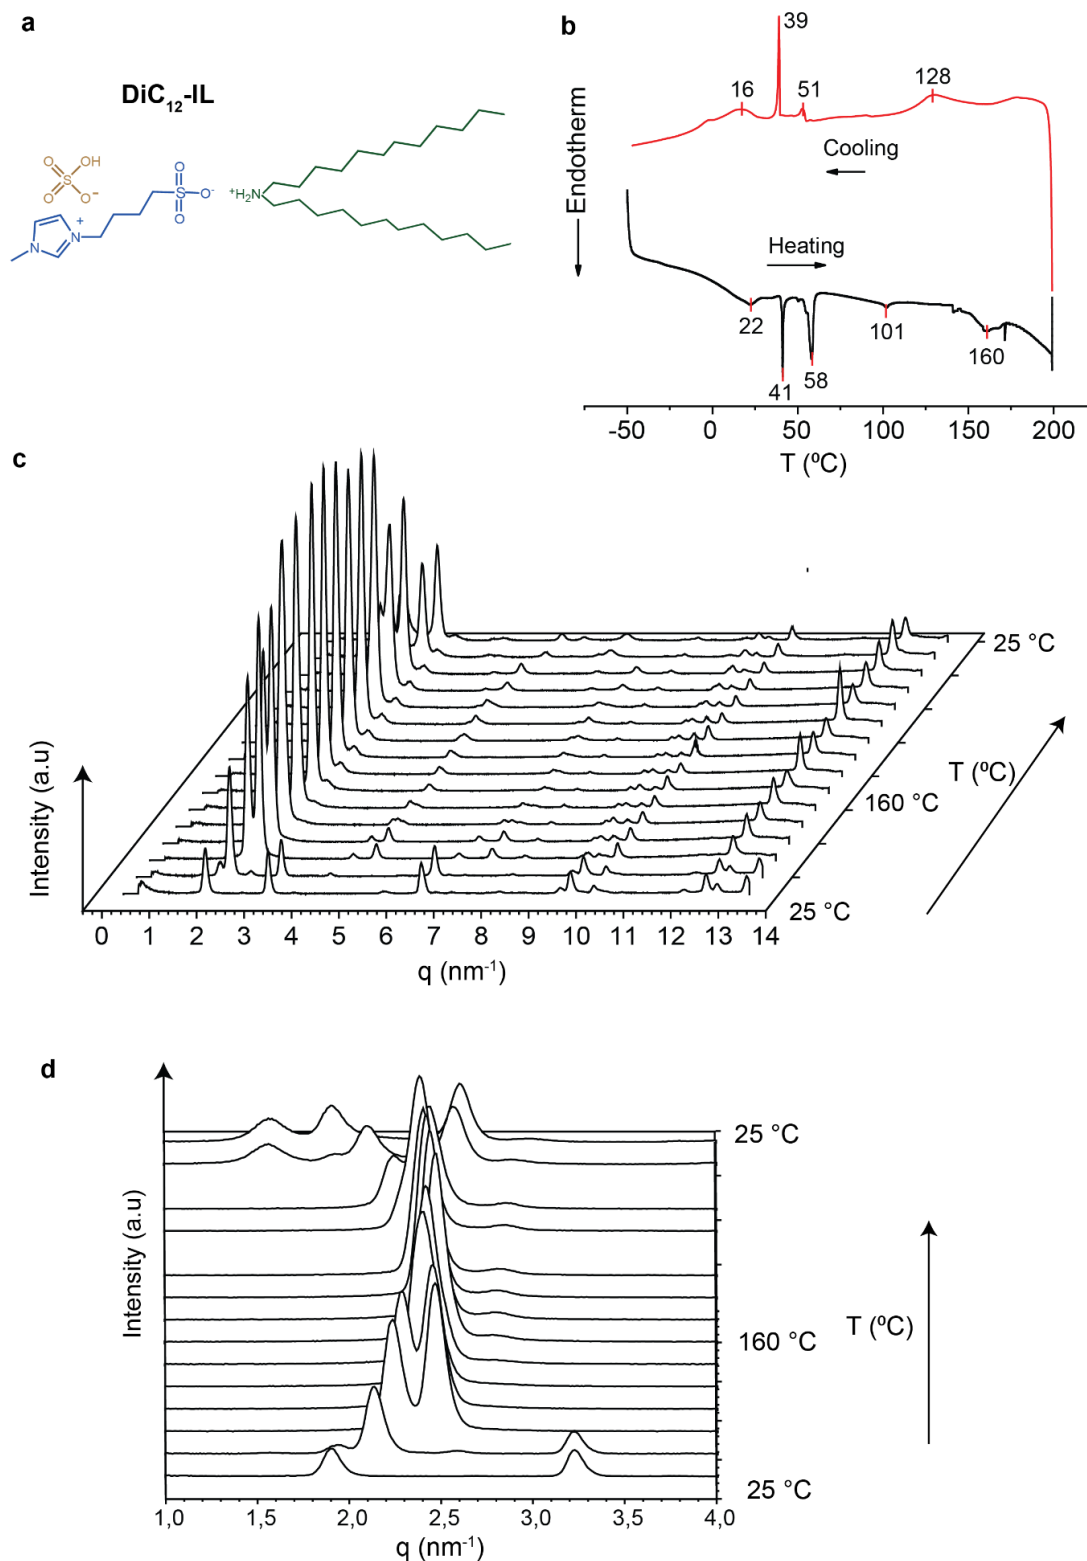 a
DiC12-IL
O
OH
S
O
O-
O
S
O-
O
+
N
N
+H2N
b
39
16
51
128
Cooling
Endotherm
Heating
22
101
160
58
41
-50 0 50 100 150 200
T (ºC)
c
25 °C
T (ºC)
160 °C
25 °C
Intensity (a.u)
0 1 2 3 4 5 6 7 8 9 10 11 12 13 14
q (nm-1)
d
25 °C
160 °C
T (ºC)
25 °C
Intensity (a.u)
1,0 1,5 2,0 2,5 3,0 3,5 4,0
q (nm-1)